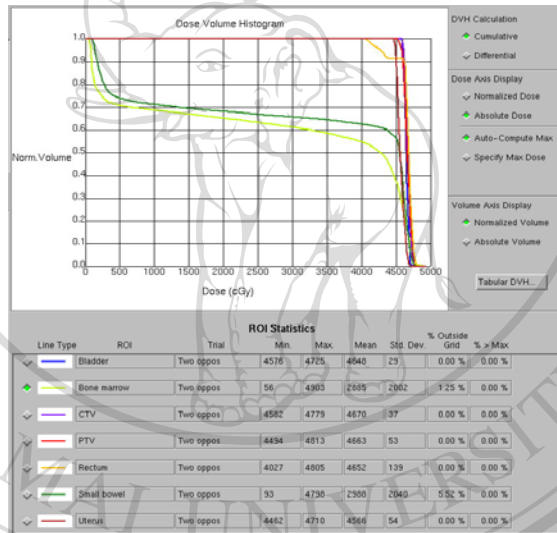 Dose Volume Histogram
DVH Calculation
Cumulative
Differential
Dose Axis Display
Normalized Dose
Absolute Dose
Auto-Compute Max
Specify Max Dose
Volume Axis Display
Normalized Volume
Absolute Volume
Tabular DVH...
1.0
0.9
0.8
0.7
0.6
Norm.Volume
0.5
0.4
0.3
0.2
0.1
0.0
0 500 1000 1500 2000 2500 3000 3500 4000 4500 5000
Dose (cGy)
ROI Statistics
Line Type ROI Trial Min. Max. Mean Std. Dev. % Outside Grid % > Max
Bladder Two oppos 4576 4725 4648 29 0.00 % 0.00 %
Bone marrow Two oppos 56 4903 2885 2002 1.25 % 0.00 %
CTV Two oppos 4582 4779 4670 37 0.00 % 0.00 %
PTV Two oppos 4494 4813 4663 53 0.00 % 0.00 %
Rectum Two oppos 4027 4805 4652 139 0.00 % 0.00 %
Small bowel Two oppos 93 4798 2988 2040 5.52 % 0.00 %
Uterus Two oppos 4462 4710 4566 54 0.00 % 0.00 %